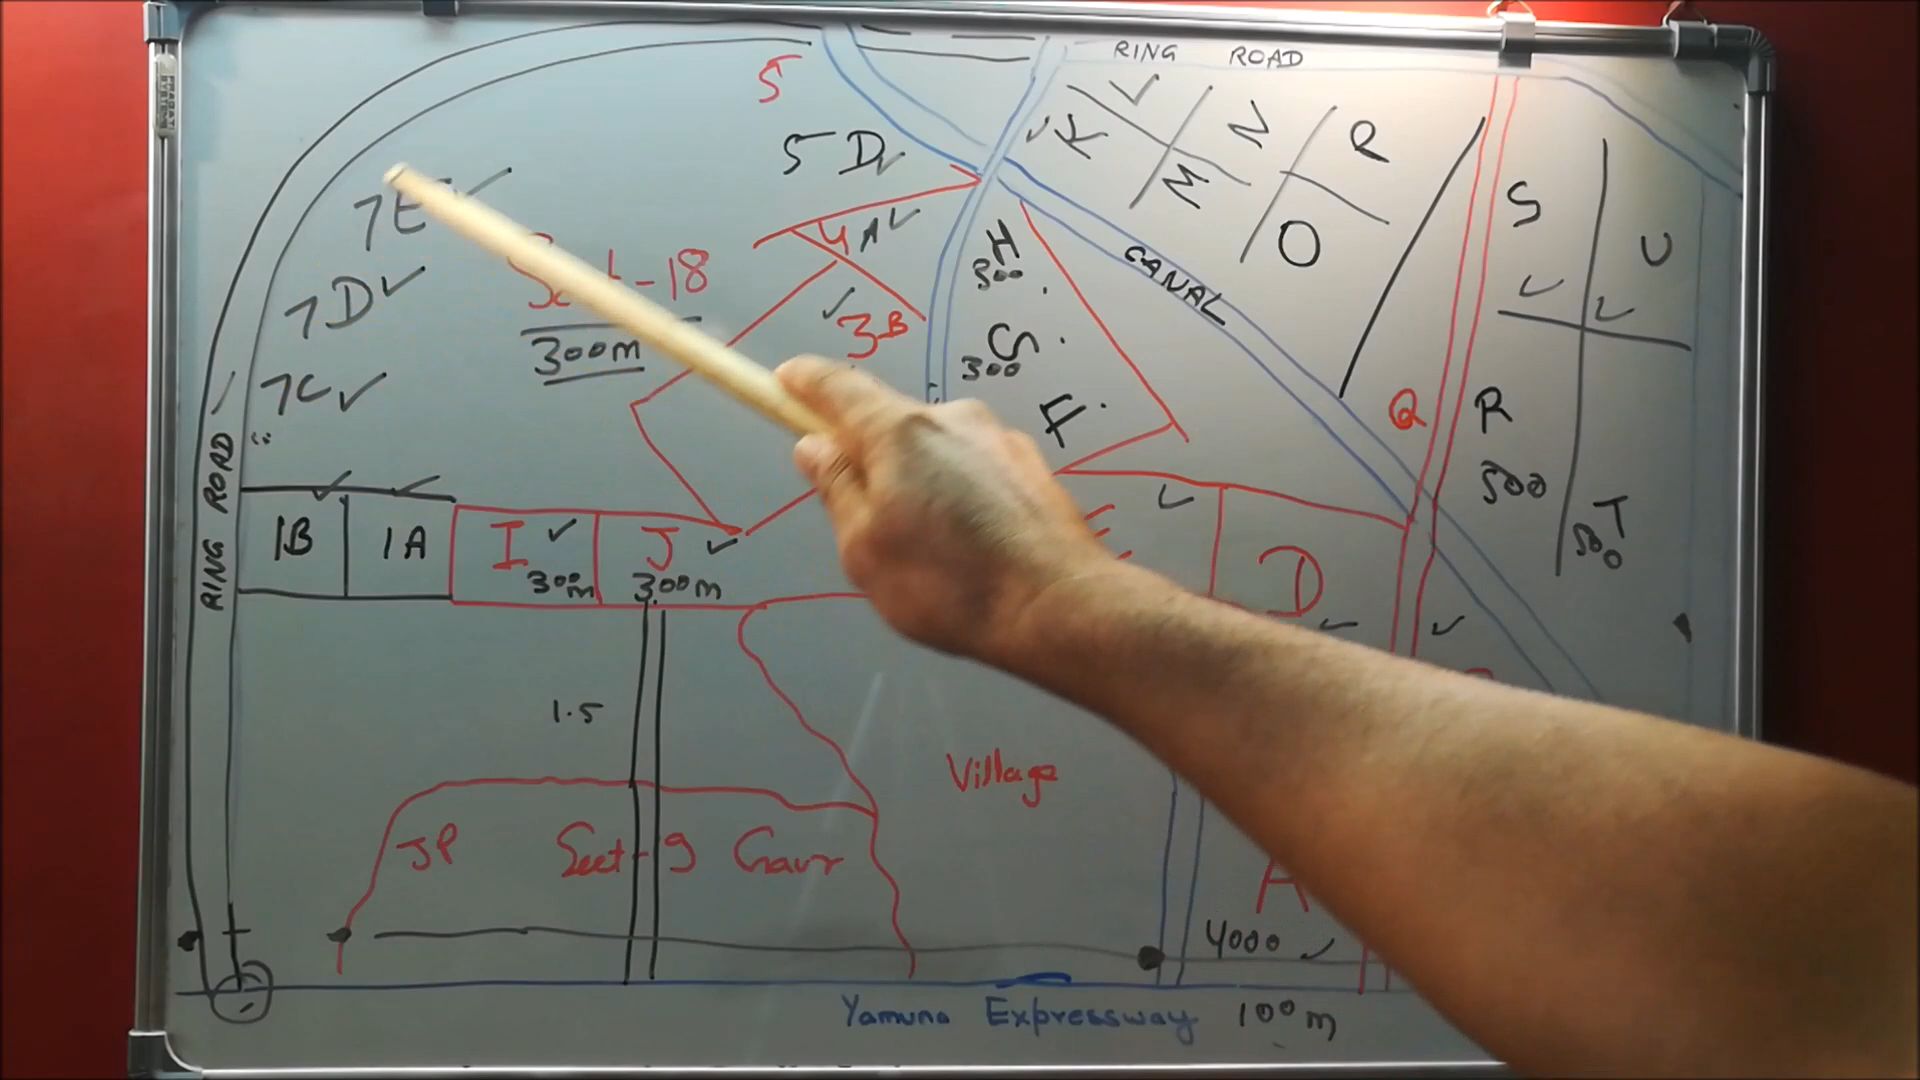 RING ROAD
5
K
L
M
N
O
P
5D
7E
4A
S
U
Sect-18
300m
7D
3B
H
300
CANAL
G
300
7C
F
Q
R
500
T
500
RING ROAD
1B
1A
I
300m
J
300m
E
D
1.5
Village
JP
Sect-9
Gaur
A
4000
Yamuna Expressway
100m